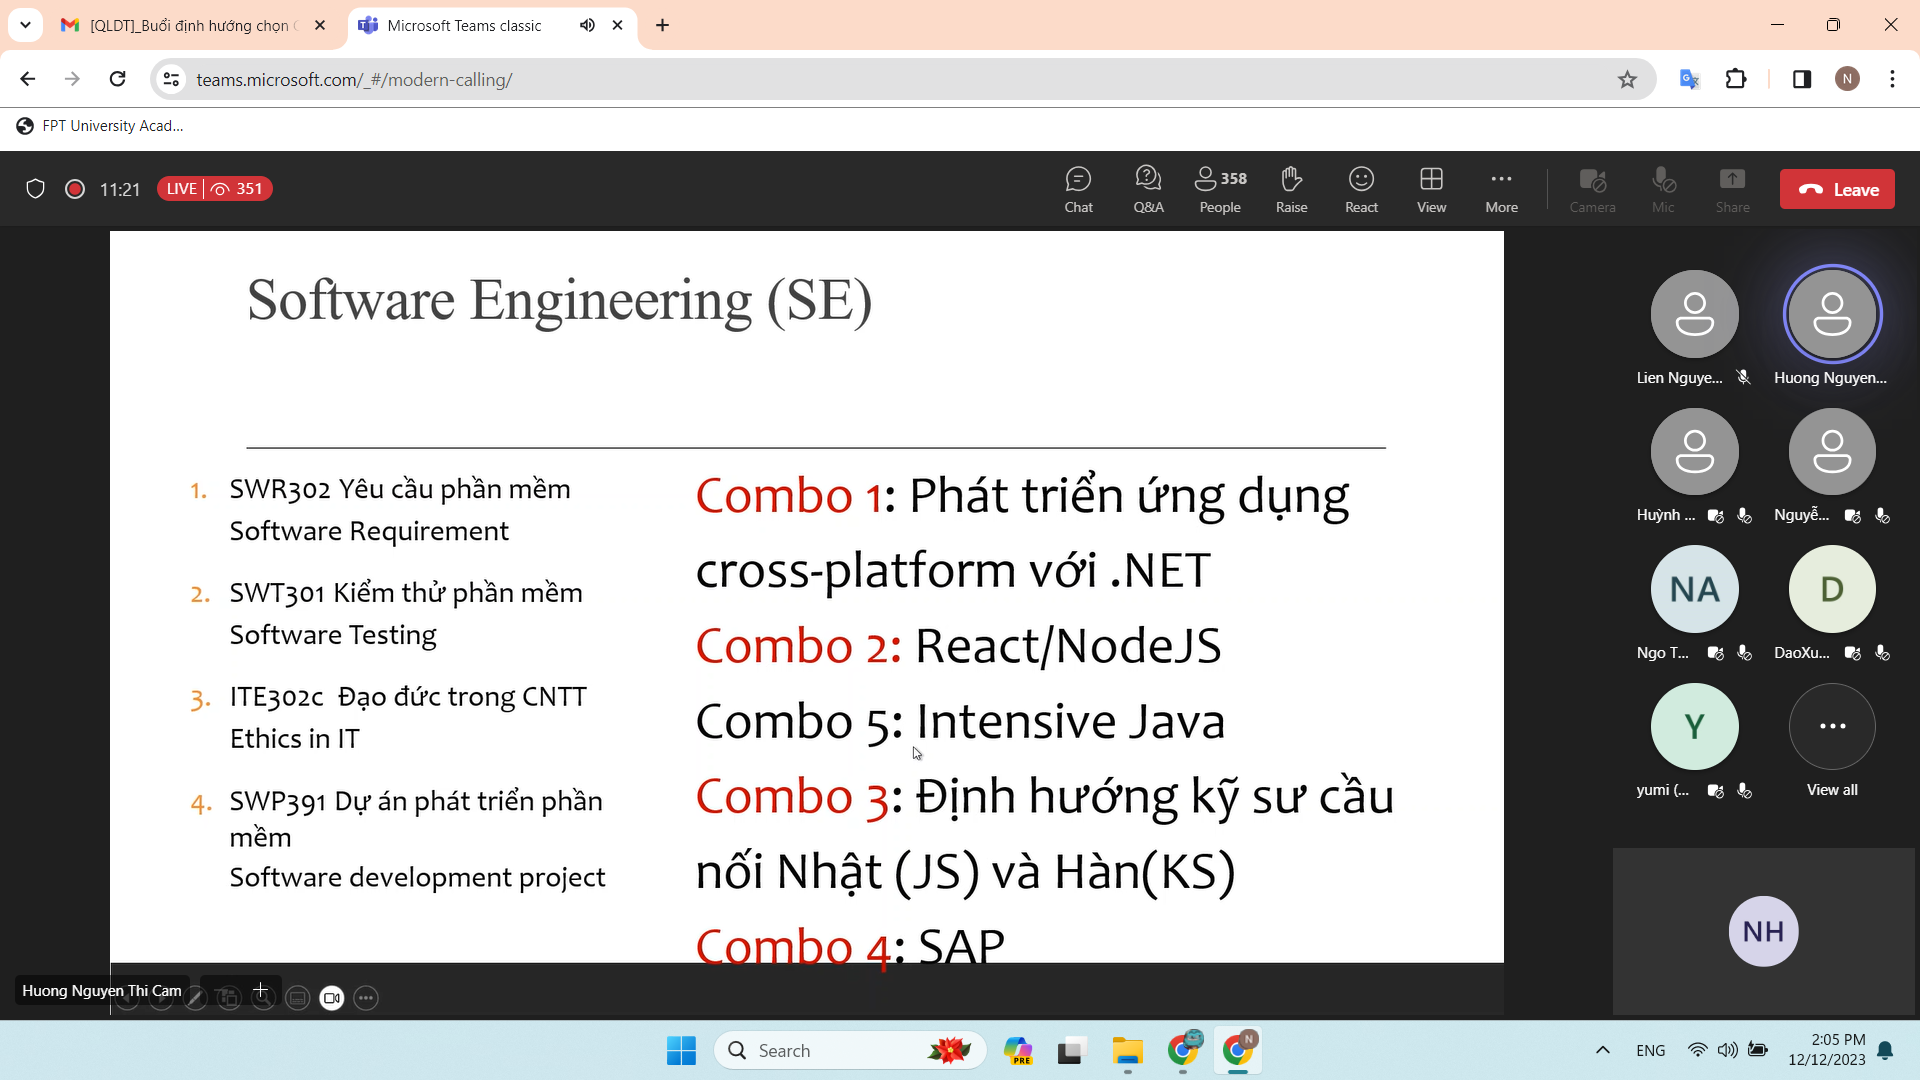 [QLDT]_Buổi định hướng chọn
Microsoft Teams classic
teams.microsoft.com/_#/modern-calling/
N
FPT University Acad...
11:21
LIVE 351
Chat
Q&A
358
People
Raise
React
View
More
Camera
Mic
Share
Leave
Software Engineering (SE)
1. SWR302 Yêu cầu phần mềm
Software Requirement
2. SWT301 Kiểm thử phần mềm
Software Testing
3. ITE302c Đạo đức trong CNTT
Ethics in IT
4. SWP391 Dự án phát triển phần
mềm
Software development project
Combo 1: Phát triển ứng dụng
cross-platform với .NET
Combo 2: React/NodeJS
Combo 5: Intensive Java
Combo 3: Định hướng kỹ sư cầu
nối Nhật (JS) và Hàn(KS)
Combo 4: SAP
Lien Nguye...
Huong Nguyen...
Huỳnh ...
Nguyễ...
NA
D
Ngo T...
DaoXu...
Y
yumi (...
View all
NH
Huong Nguyen Thi Cam
Search
PRE
N
ENG
2:05 PM
12/12/2023